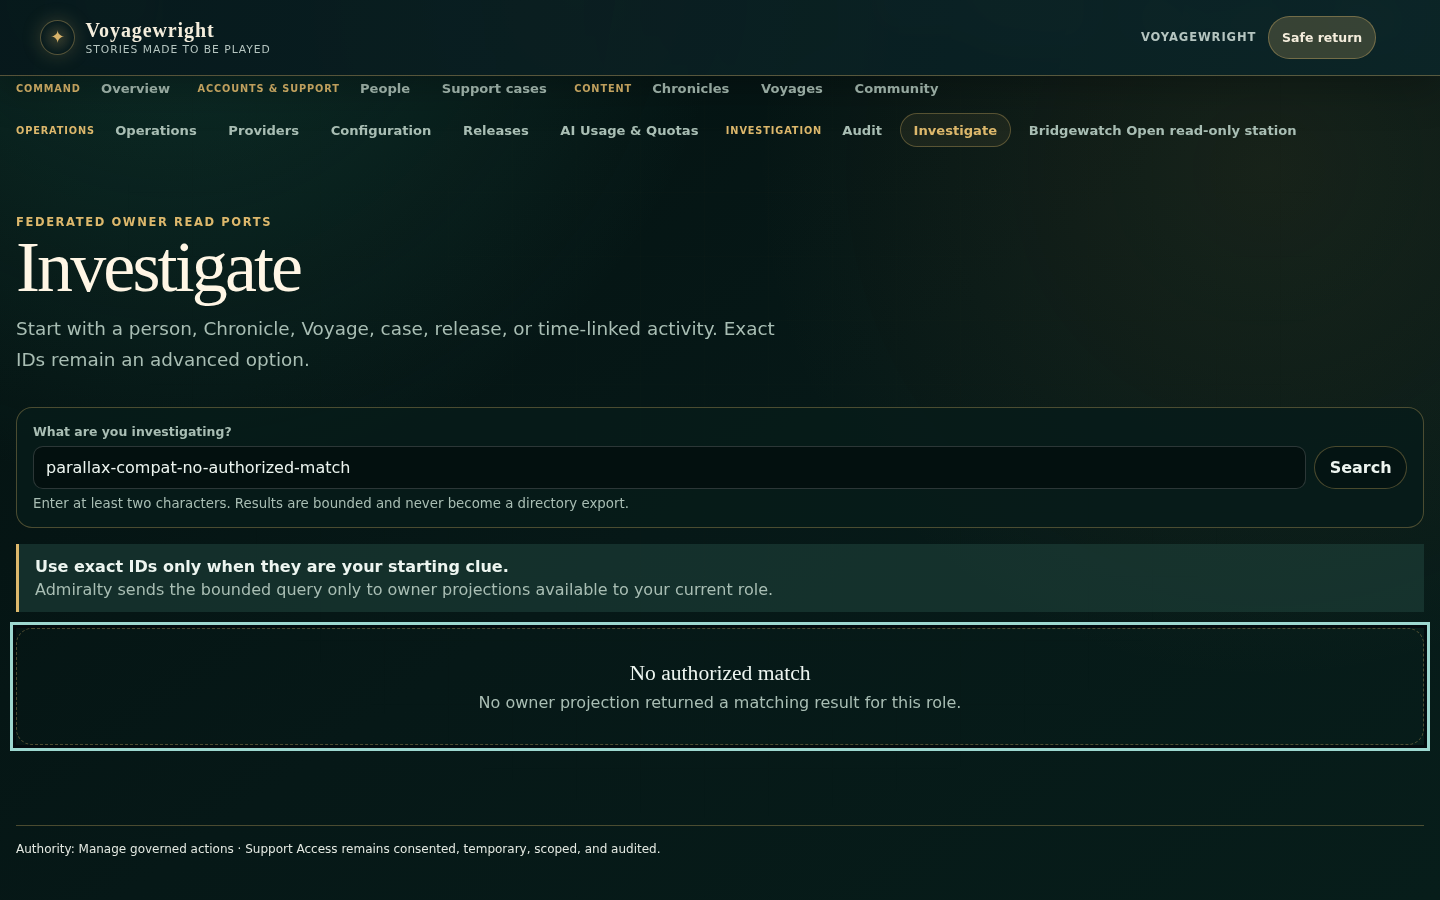 Voyagewright
STORIES MADE TO BE PLAYED
VOYAGEWRIGHT
Safe return
COMMAND Overview ACCOUNTS & SUPPORT People Support cases CONTENT Chronicles Voyages Community
OPERATIONS Operations Providers Configuration Releases AI Usage & Quotas INVESTIGATION Audit Investigate Bridgewatch Open read-only station
FEDERATED OWNER READ PORTS
Investigate
Start with a person, Chronicle, Voyage, case, release, or time-linked activity. Exact
IDs remain an advanced option.
What are you investigating?
parallax-compat-no-authorized-match
Search
Enter at least two characters. Results are bounded and never become a directory export.
Use exact IDs only when they are your starting clue.
Admiralty sends the bounded query only to owner projections available to your current role.
No authorized match
No owner projection returned a matching result for this role.
Authority: Manage governed actions · Support Access remains consented, temporary, scoped, and audited.